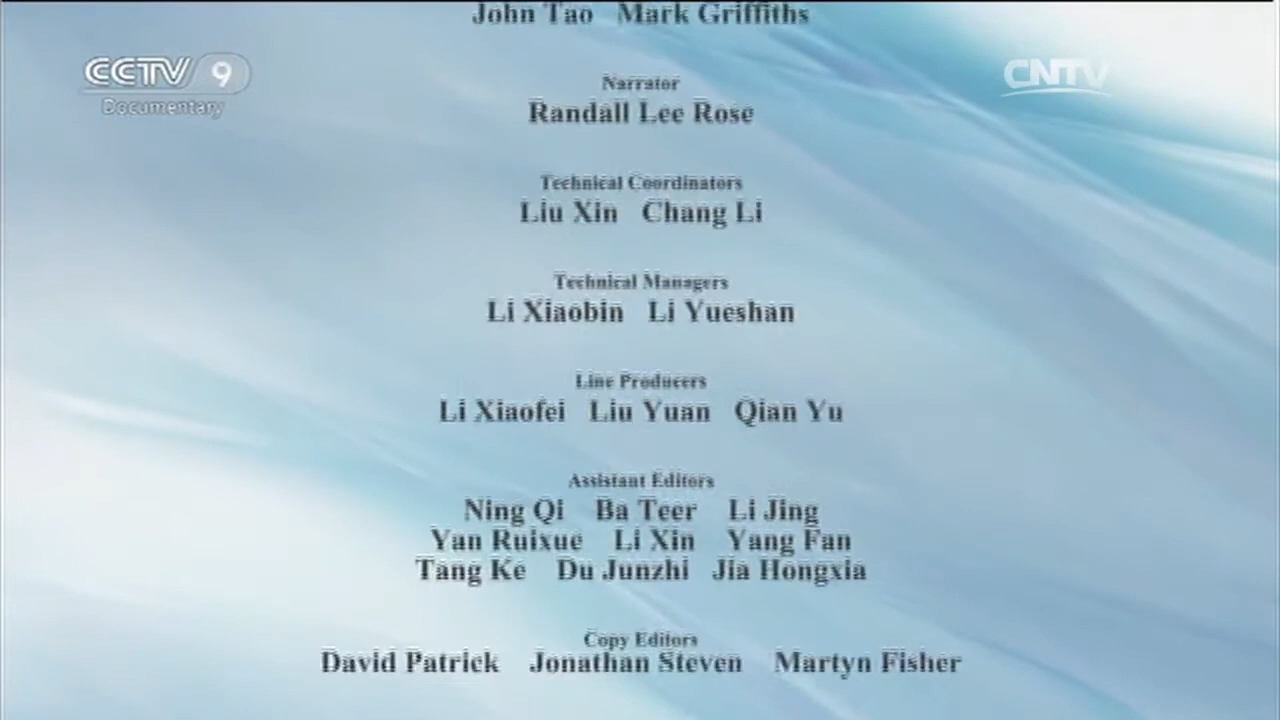 John Tao Mark Griffiths
CCTV 9
Documentary
CNTV
Narrator
Randall Lee Rose
Technical Coordinators
Liu Xin Chang Li
Technical Managers
Li Xiaobin Li Yueshan
Line Producers
Li Xiaofei Liu Yuan Qian Yu
Assistant Editors
Ning Qi Ba Teer Li Jing
Yan Ruixue Li Xin Yang Fan
Tang Ke Du Junzhi Jia Hongxia
Copy Editors
David Patrick Jonathan Steven Martyn Fisher